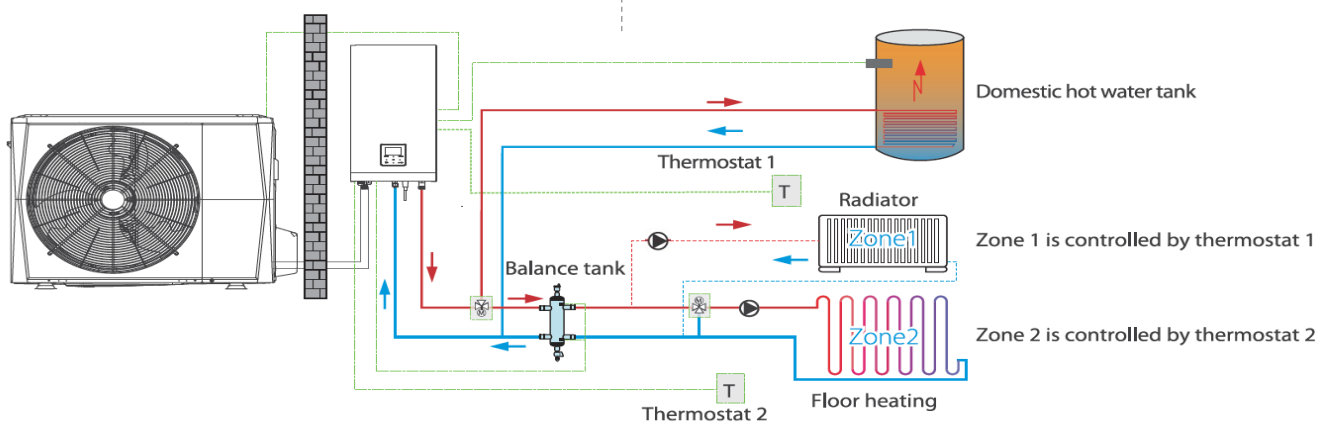 Domestic hot water tank
Thermostat 1
T
Radiator
Zone1
Zone 1 is controlled by thermostat 1
Balance tank
M
M
Zone2
Zone 2 is controlled by thermostat 2
T
Floor heating
Thermostat 2